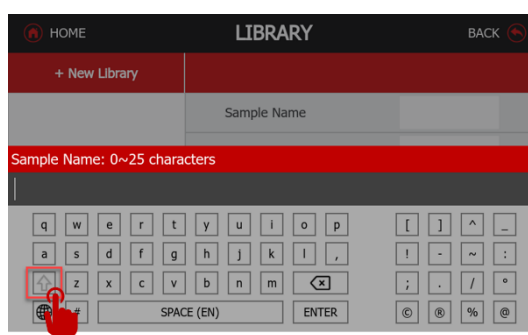 HOME LIBRARY BACK
+ New Library
Sample Name
Sample Name: 0~25 characters
q w e r t y u i o p [ ] ^ _
a s d f g h j k l , ! - ~ :
z x c v b n m ; . / °
# SPACE (EN) ENTER © ® % @